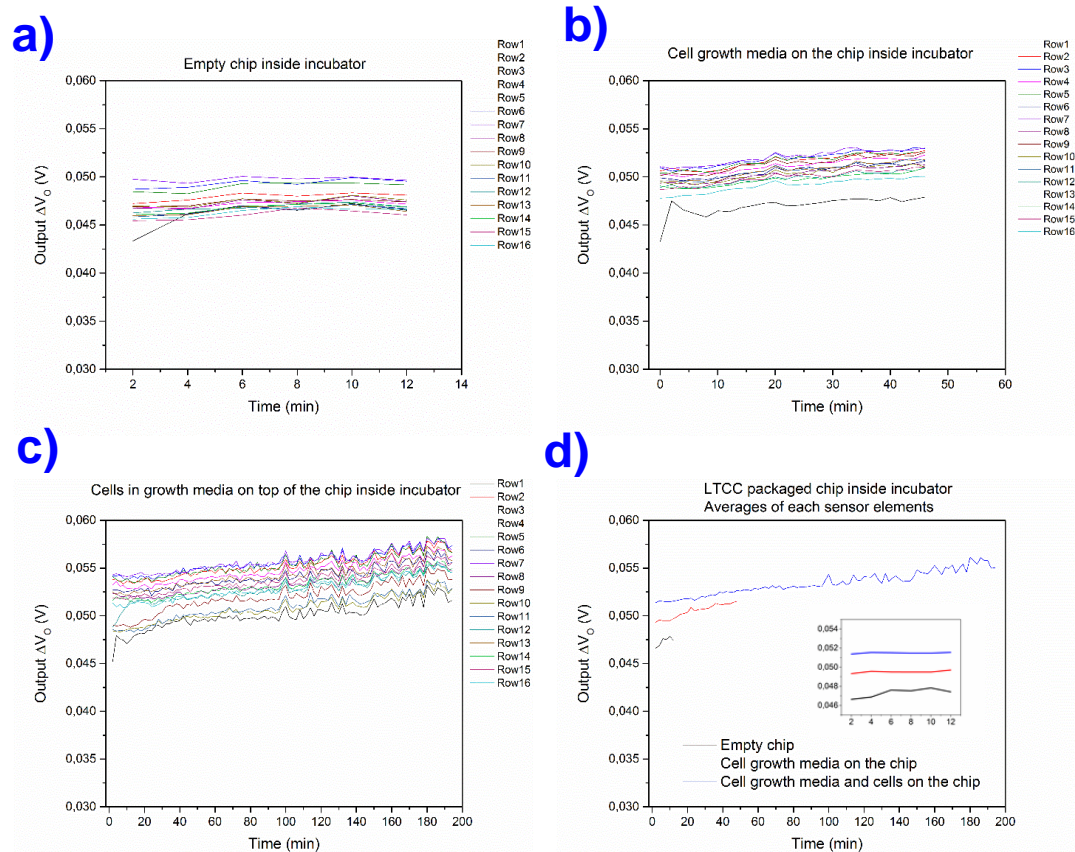 a)
Empty chip inside incubator
Output ΔVO (V)
0,060
0,055
0,050
0,045
0,040
0,035
0,030
2 4 6 8 10 12 14
Time (min)
Row1
Row2
Row3
Row4
Row5
Row6
Row7
Row8
Row9
Row10
Row11
Row12
Row13
Row14
Row15
Row16
b)
Cell growth media on the chip inside incubator
Output ΔVO (V)
0,060
0,055
0,050
0,045
0,040
0,035
0,030
0 10 20 30 40 50 60
Time (min)
Row1
Row2
Row3
Row4
Row5
Row6
Row7
Row8
Row9
Row10
Row11
Row12
Row13
Row14
Row15
Row16
c)
Cells in growth media on top of the chip inside incubator
Output ΔVO (V)
0,060
0,055
0,050
0,045
0,040
0,035
0,030
0 20 40 60 80 100 120 140 160 180 200
Time (min)
Row1
Row2
Row3
Row4
Row5
Row6
Row7
Row8
Row9
Row10
Row11
Row12
Row13
Row14
Row15
Row16
d)
LTCC packaged chip inside incubator
Averages of each sensor elements
Output ΔVO (V)
0,060
0,055
0,050
0,045
0,040
0,035
0,030
0 20 40 60 80 100 120 140 160 180 200
Time (min)
0,054
0,050
0,048
0,046
2 4 6 8 10 12
Empty chip
Cell growth media on the chip
Cell growth media and cells on the chip